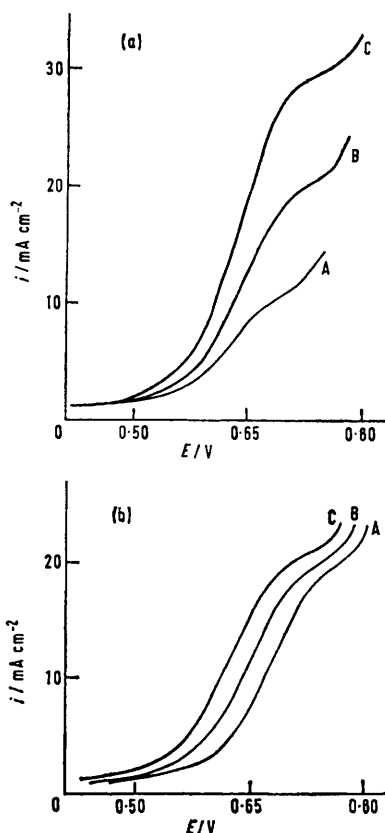 (a)
30
20
10
0
i / mA cm⁻²
C
B
A
0·50
0·65
0·80
E / V
(b)
20
10
0
i / mA cm⁻²
C
B
A
0·50
0·65
0·80
E / V